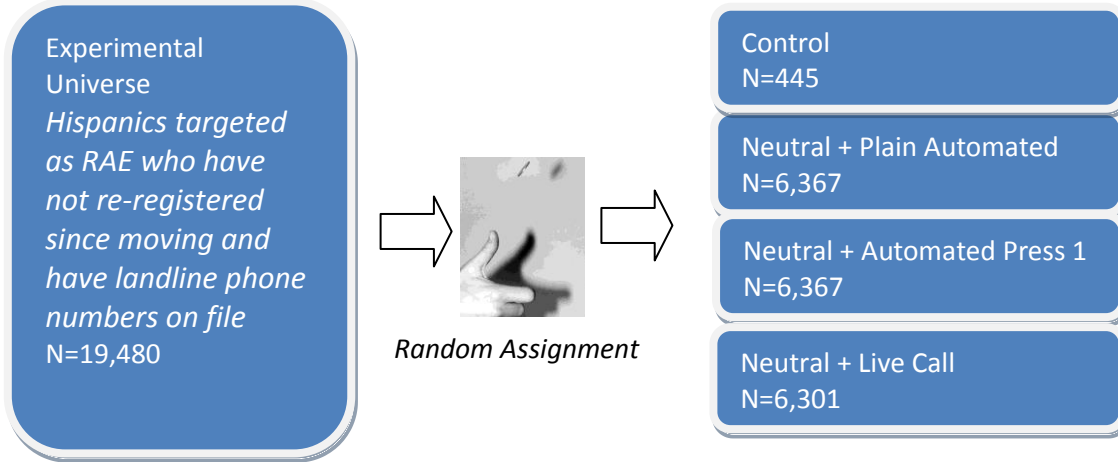 Experimental
Universe
Hispanics targeted
as RAE who have
not re-registered
since moving and
have landline phone
numbers on file
N=19,480
Random Assignment
Control
N=445
Neutral + Plain Automated
N=6,367
Neutral + Automated Press 1
N=6,367
Neutral + Live Call
N=6,301